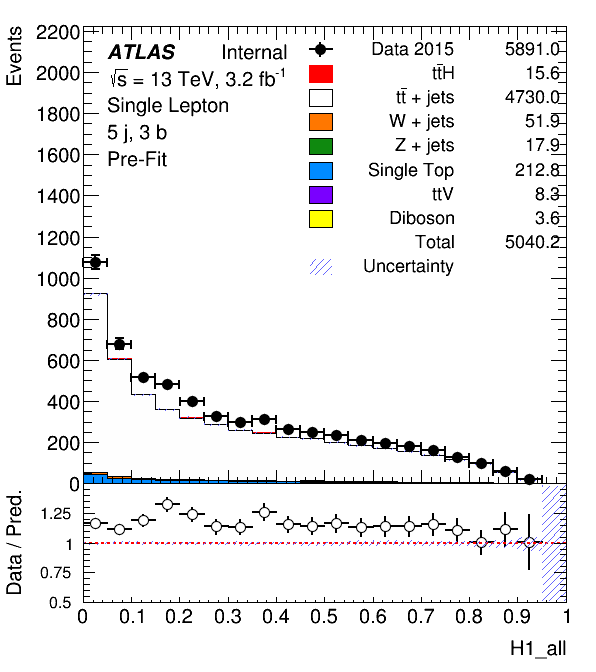 Events
2200
2000
1800
1600
1400
1200
1000
800
600
400
200
0
ATLAS Internal
√s = 13 TeV, 3.2 fb⁻¹
Single Lepton
5 j, 3 b
Pre-Fit
Data 2015 5891.0
tt̄H 15.6
tt̄ + jets 4730.0
W + jets 51.9
Z + jets 17.9
Single Top 212.8
ttV 8.3
Diboson 3.6
Total 5040.2
Uncertainty
Data / Pred.
1.25
1
0.75
0.5
0 0.1 0.2 0.3 0.4 0.5 0.6 0.7 0.8 0.9 1
H1_all